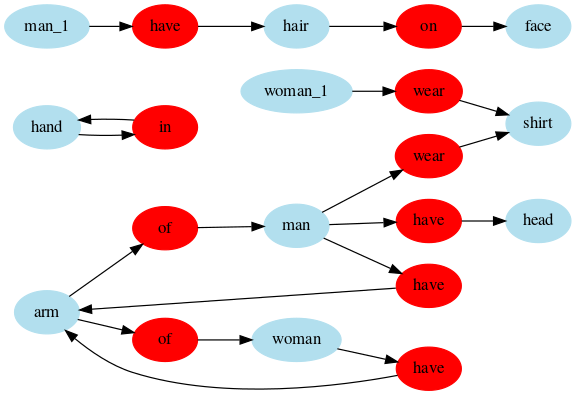 man_1 have hair on face
woman_1 wear
hand in shirt
wear
of man have head
have
arm
of woman
have